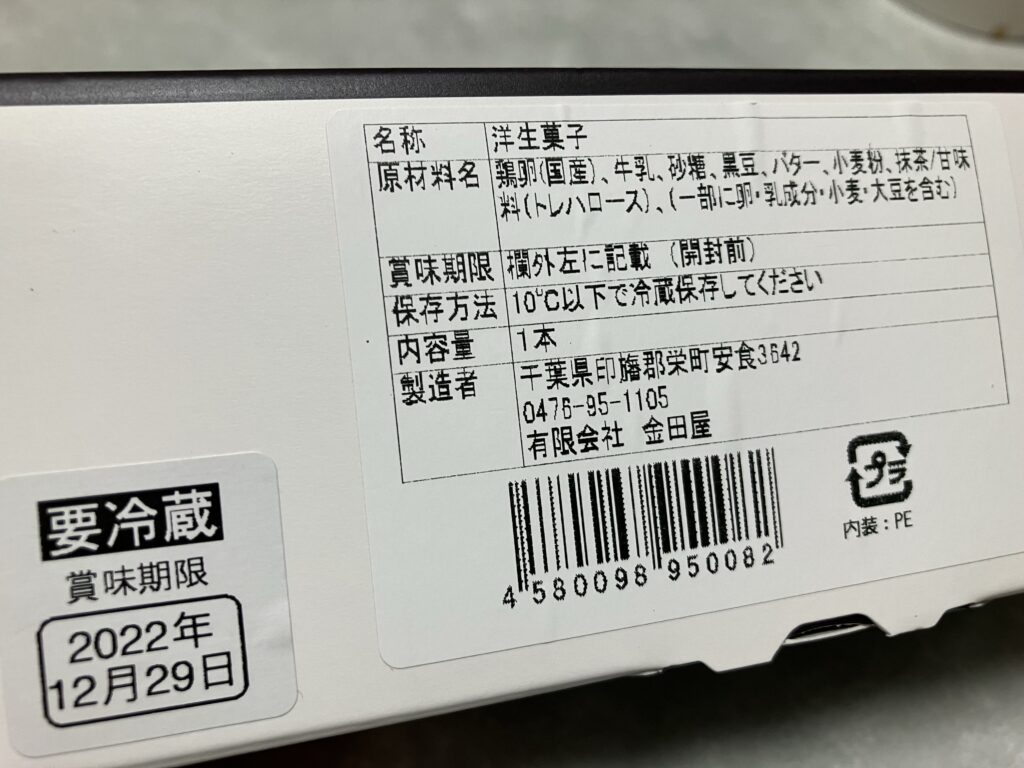 名称 洋生菓子
原材料名 鶏卵(国産)、牛乳、砂糖、黒豆、バター、小麦粉、抹茶/甘味
料(トレハロース)、(一部に卵・乳成分・小麦・大豆を含む)
賞味期限 欄外左に記載 (開封前)
保存方法 10℃以下で冷蔵保存してください
内容量 1本
製造者 千葉県印旛郡栄町安食3642
0476-95-1105
有限会社 金田屋
4 580098 950082
プラ
内装:PE
要冷蔵
賞味期限
2022年
12月29日